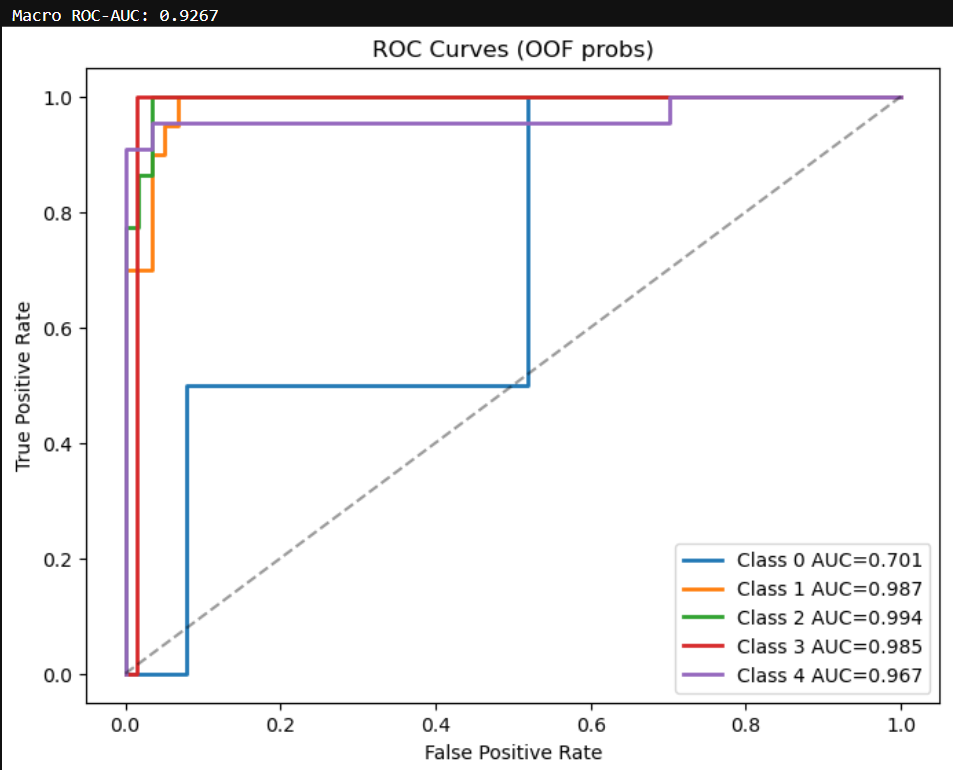 Macro ROC-AUC: 0.9267
ROC Curves (OOF probs)
True Positive Rate
1.0
0.8
0.6
0.4
0.2
0.0
0.0 0.2 0.4 0.6 0.8 1.0
False Positive Rate
Class 0 AUC=0.701
Class 1 AUC=0.987
Class 2 AUC=0.994
Class 3 AUC=0.985
Class 4 AUC=0.967